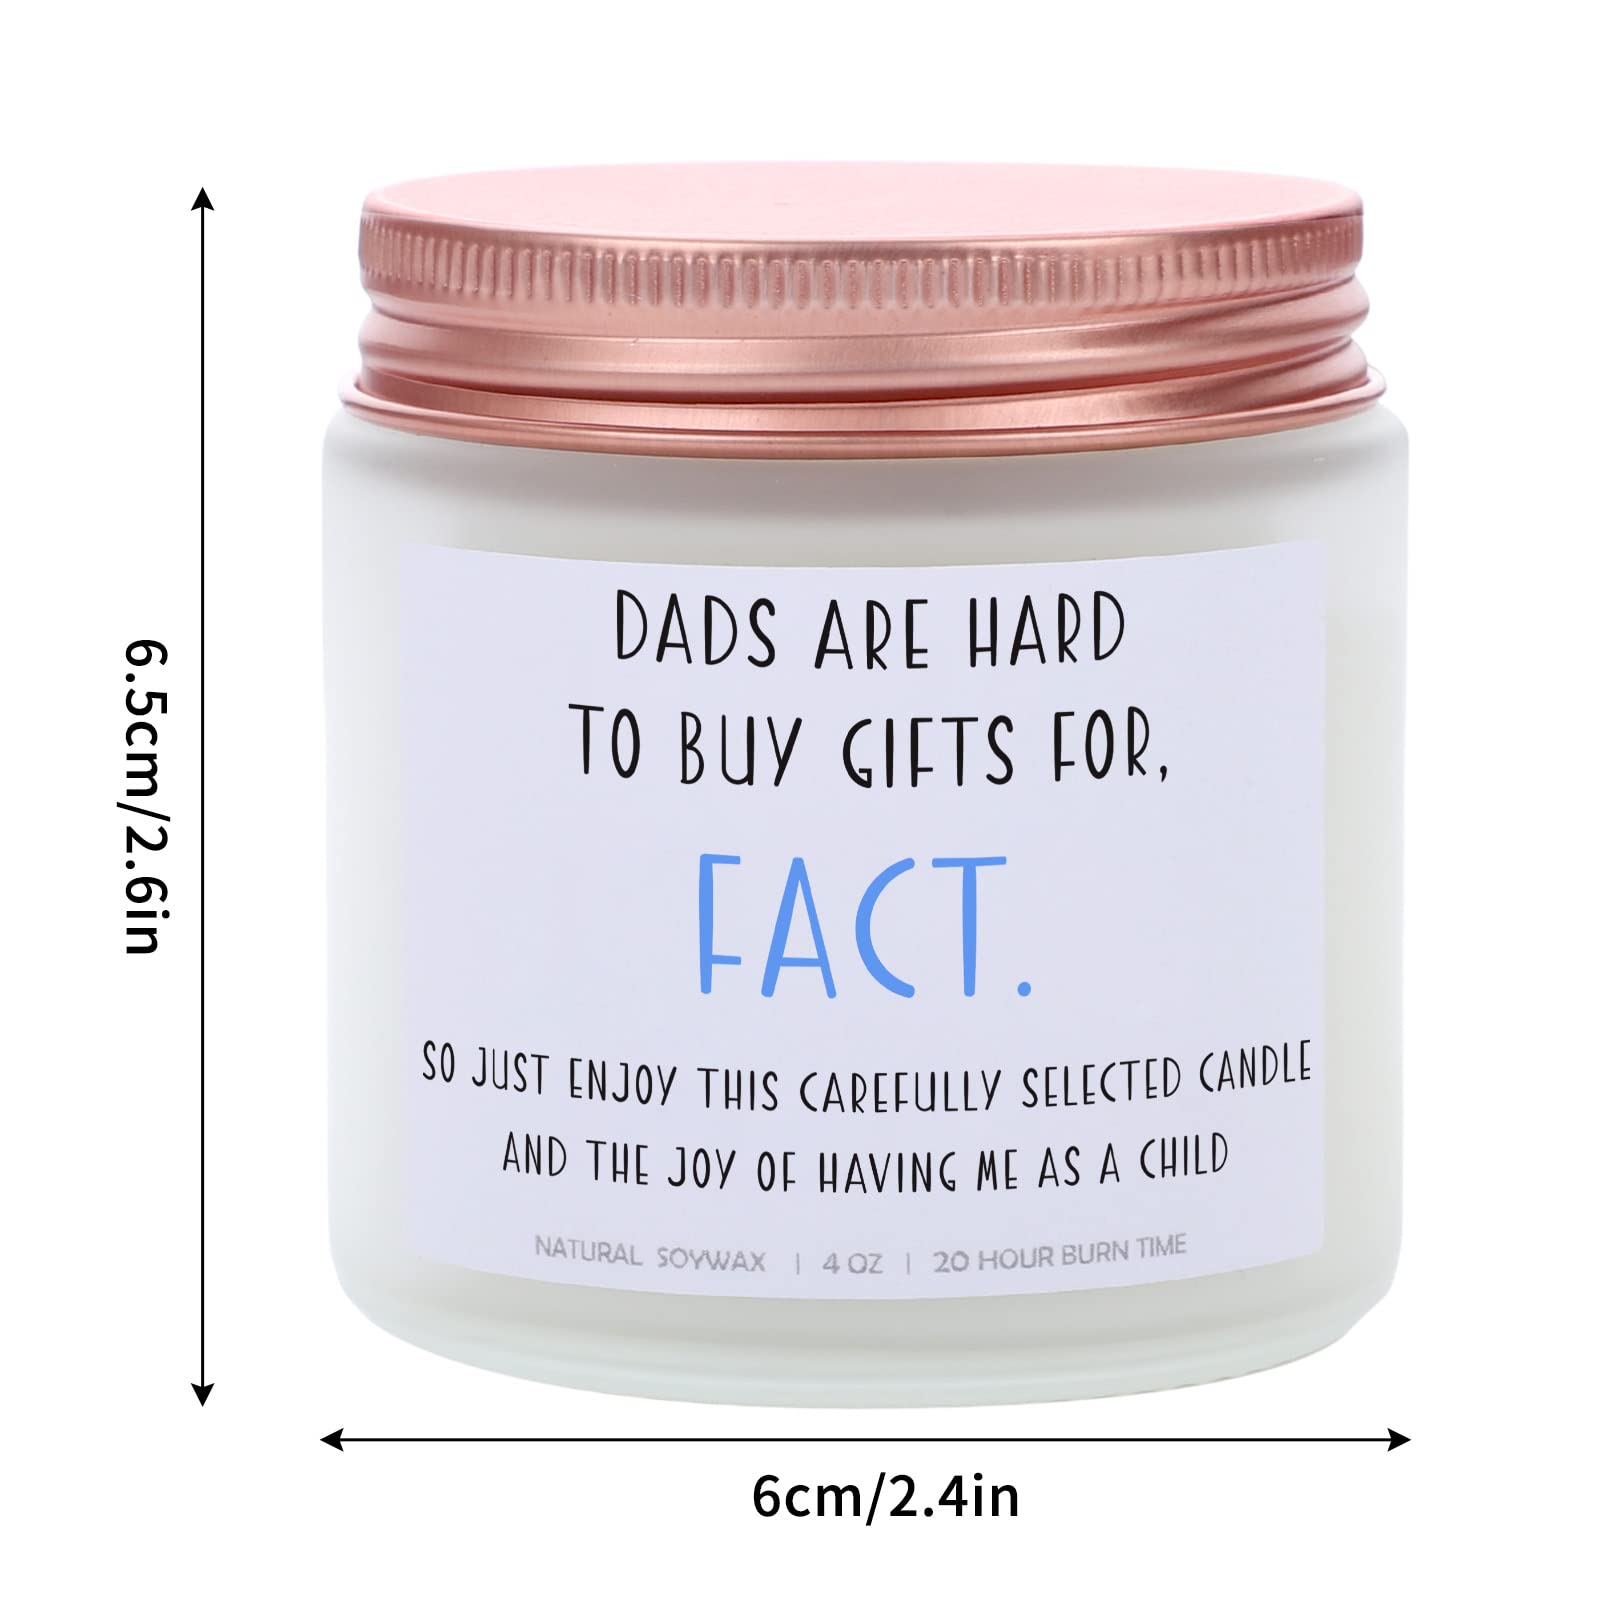 DADS ARE HARD
TO BUY GIFTS FOR,
FACT.
SO JUST ENJOY THIS CAREFULLY SELECTED CANDLE
AND THE JOY OF HAVING ME AS A CHILD
NATURAL SOYWAX | 4 OZ | 20 HOUR BURN TIME
6.5cm/2.6in
6cm/2.4in